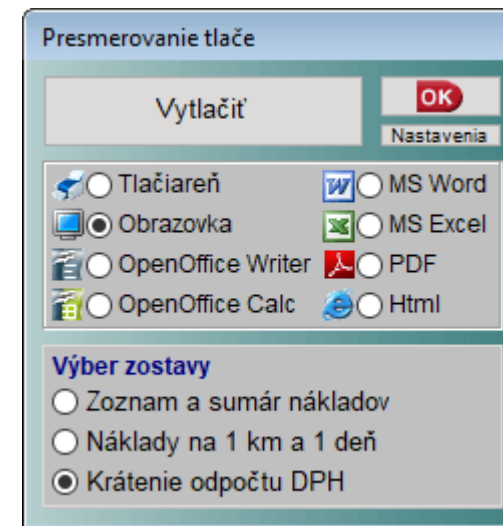 Presmerovanie tlače
Vytlačiť
OK
Nastavenia
Tlačiareň
MS Word
Obrazovka
MS Excel
OpenOffice Writer
PDF
OpenOffice Calc
Html
Výber zostavy
Zoznam a sumár nákladov
Náklady na 1 km a 1 deň
Krátenie odpočtu DPH